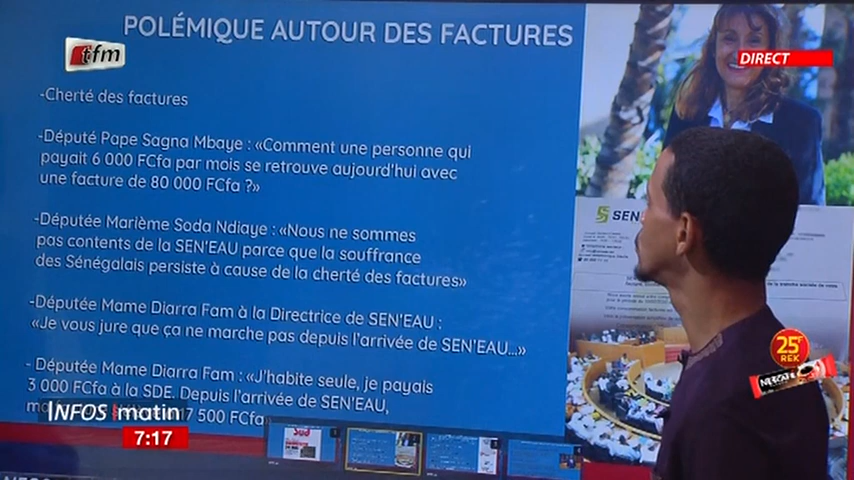 POLÉMIQUE AUTOUR DES FACTURES
tfm
DIRECT
-Cherté des factures
-Député Pape Sagna Mbaye : «Comment une personne qui
payait 6 000 FCfa par mois se retrouve aujourd'hui avec
une facture de 80 000 FCfa ?»
-Députée Marième Soda Ndiaye : «Nous ne sommes
pas contents de la SEN'EAU parce que la souffrance
des Sénégalais persiste à cause de la cherté des factures»
-Députée Mame Diarra Fam à la Directrice de SEN'EAU :
«Je vous jure que ça ne marche pas depuis l'arrivée de SEN'EAU...»
- Députée Mame Diarra Fam : «J'habite seule, je payais
3 000 FCfa à la SDE. Depuis l'arrivée de SEN'EAU,
17 500 FCfa»
SEN
INFOS matin
7:17
25F
REK
NESCAFÉ